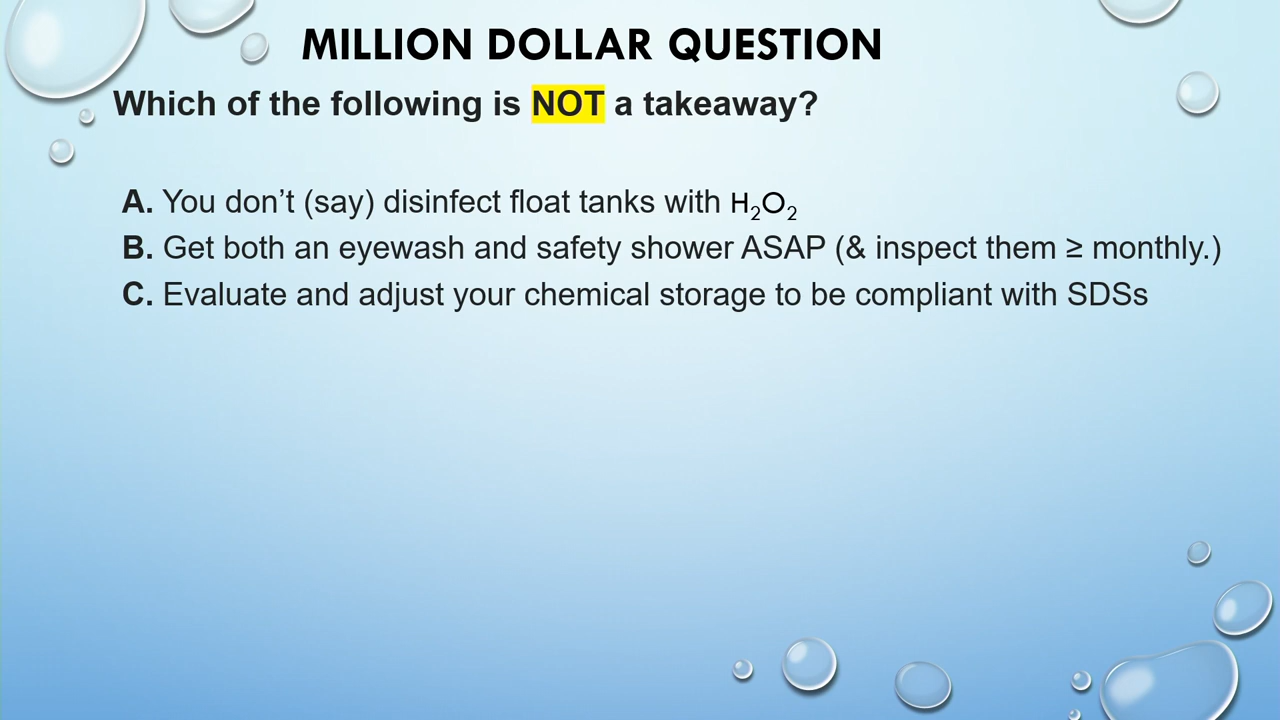 MILLION DOLLAR QUESTION
Which of the following is NOT a takeaway?
A. You don’t (say) disinfect float tanks with H₂O₂
B. Get both an eyewash and safety shower ASAP (& inspect them ≥ monthly.)
C. Evaluate and adjust your chemical storage to be compliant with SDSs